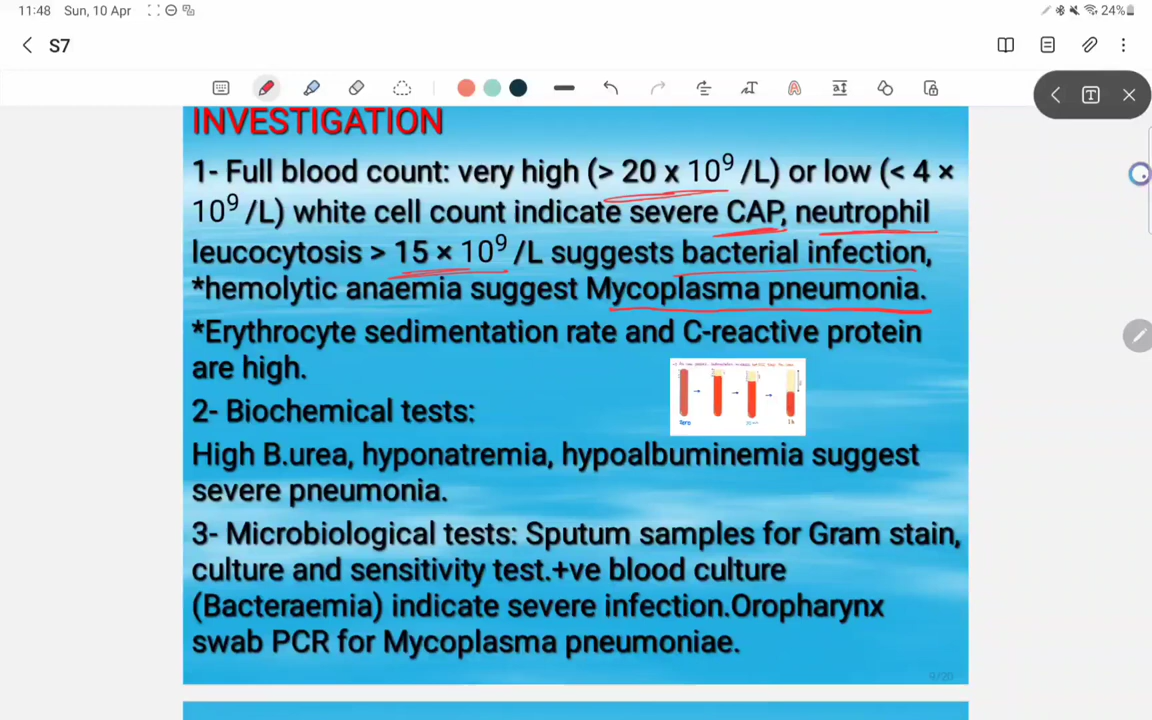 11:48 Sun, 10 Apr 24%
S7
INVESTIGATION
1- Full blood count: very high (> 20 x 10⁹ /L) or low (< 4 ×
10⁹ /L) white cell count indicate severe CAP, neutrophil
leucocytosis > 15 × 10⁹ /L suggests bacterial infection,
*hemolytic anaemia suggest Mycoplasma pneumonia.
*Erythrocyte sedimentation rate and C-reactive protein
are high.
2- Biochemical tests:
High B.urea, hyponatremia, hypoalbuminemia suggest
severe pneumonia.
3- Microbiological tests: Sputum samples for Gram stain,
culture and sensitivity test.+ve blood culture
(Bacteraemia) indicate severe infection.Oropharynx
swab PCR for Mycoplasma pneumoniae.
9/20